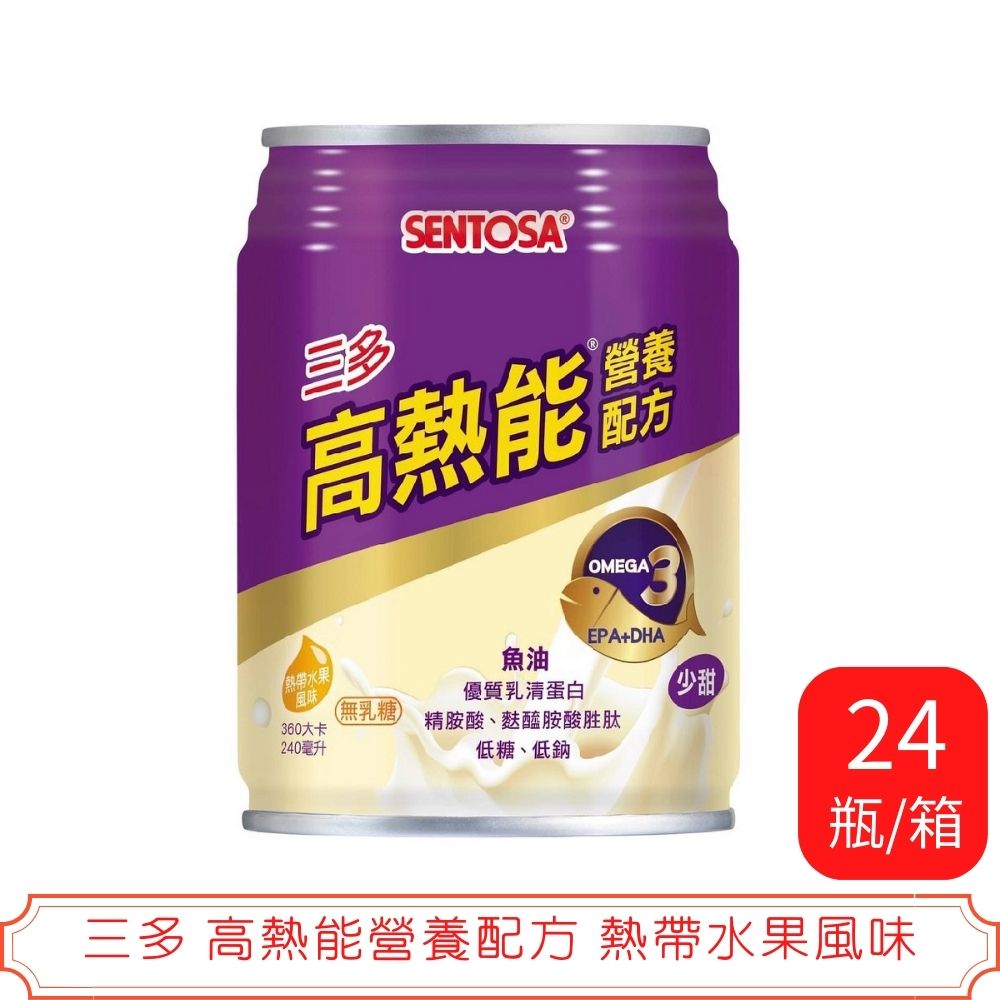 SENTOSA®
三多
高熱能®營養
配方
OMEGA 3
EPA+DHA
魚油
優質乳清蛋白
精胺酸、麩醯胺酸胜肽
低糖、低鈉
少甜
熱帶水果
風味
無乳糖
360大卡
240毫升
24
瓶/箱
三多 高熱能營養配方 熱帶水果風味